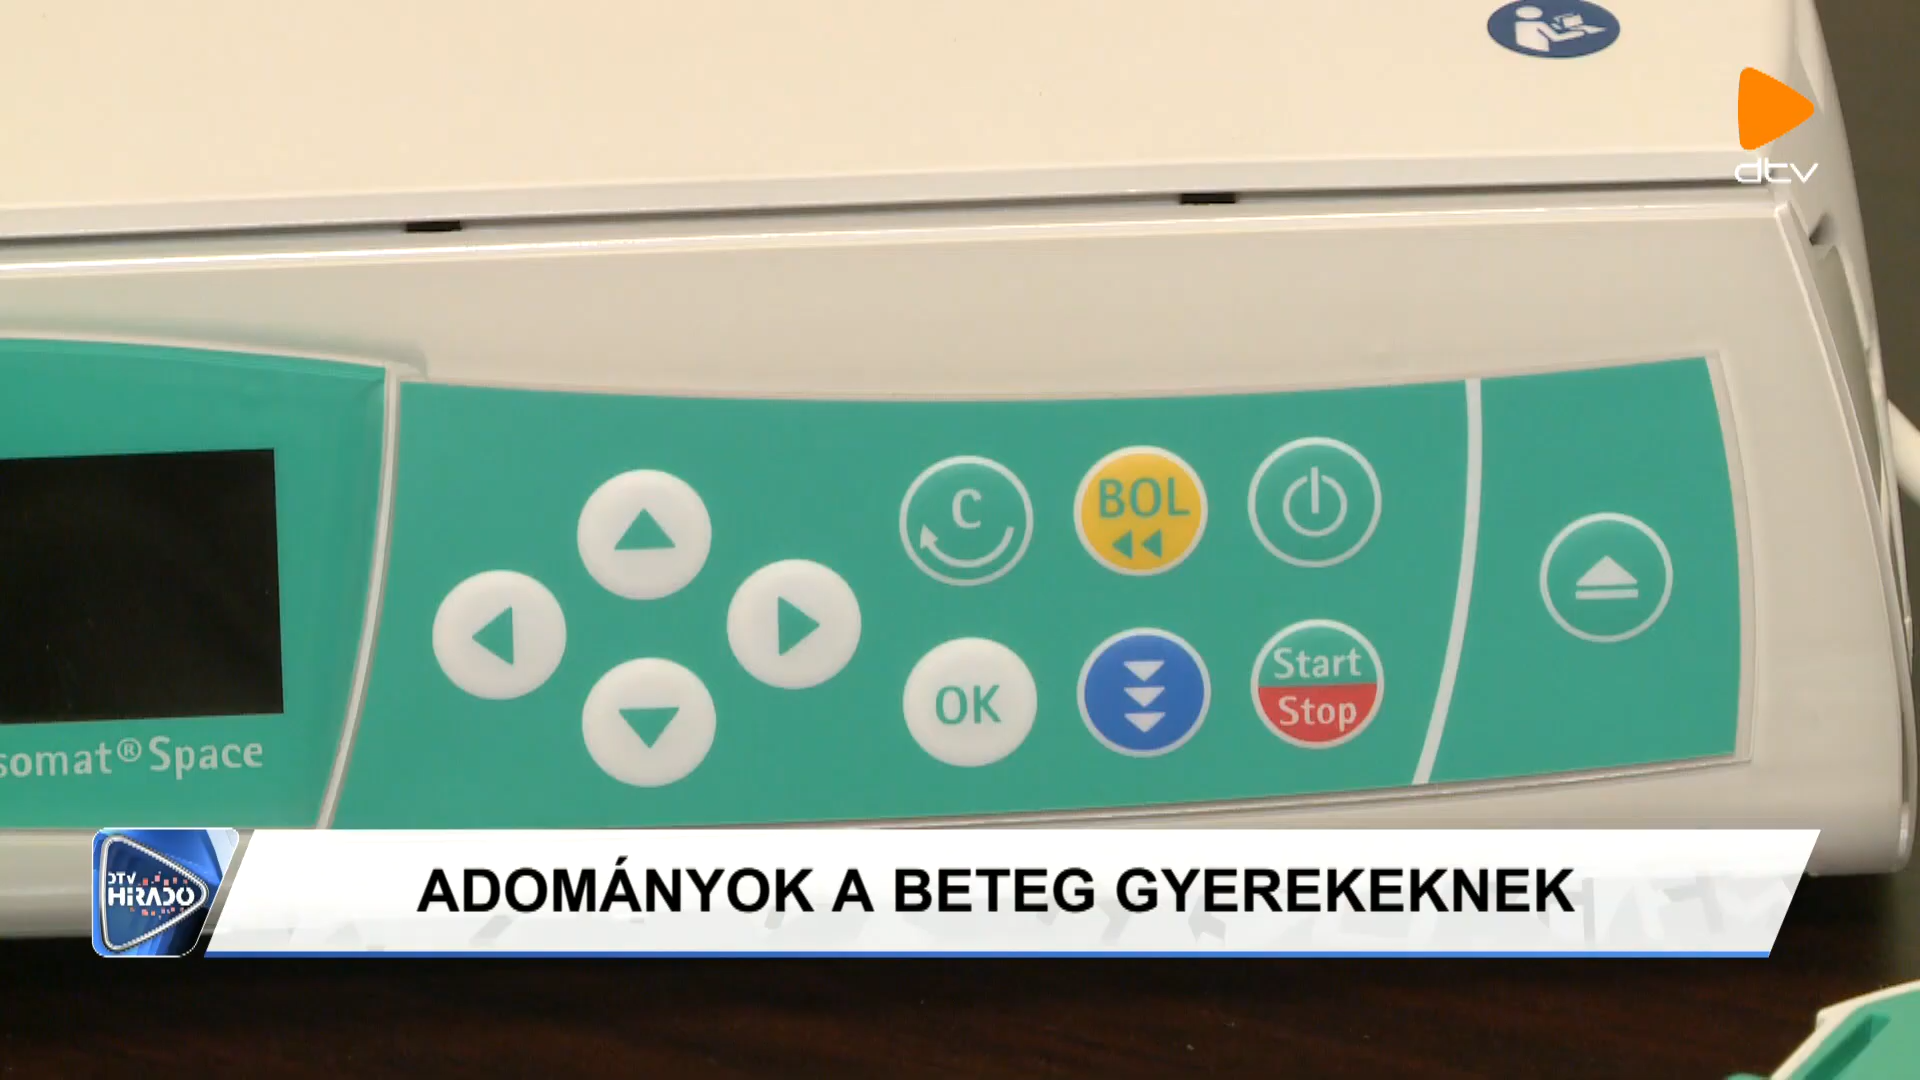 dtv
C
BOL
OK
Start
Stop
somat® Space
DTV
HÍRADÓ
ADOMÁNYOK A BETEG GYEREKEKNEK